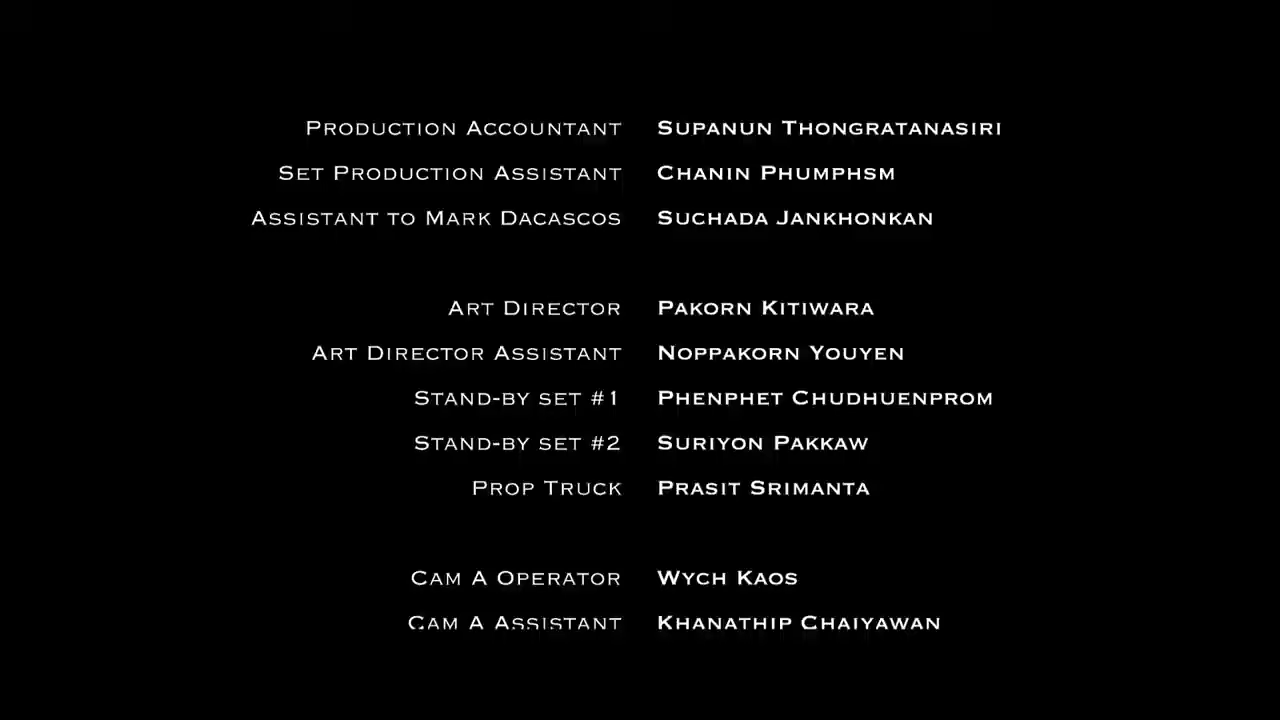 Production Accountant Supanun Thongratanasiri
Set Production Assistant Chanin Phumphsm
Assistant to Mark Dacascos Suchada Jankhonkan
Art Director Pakorn Kitiwara
Art Director Assistant Noppakorn Youyen
Stand-by set #1 Phenphet Chudhuenprom
Stand-by set #2 Suriyon Pakkaw
Prop Truck Prasit Srimanta
Cam A Operator Wych Kaos
Cam A Assistant Khanathip Chaiyawan